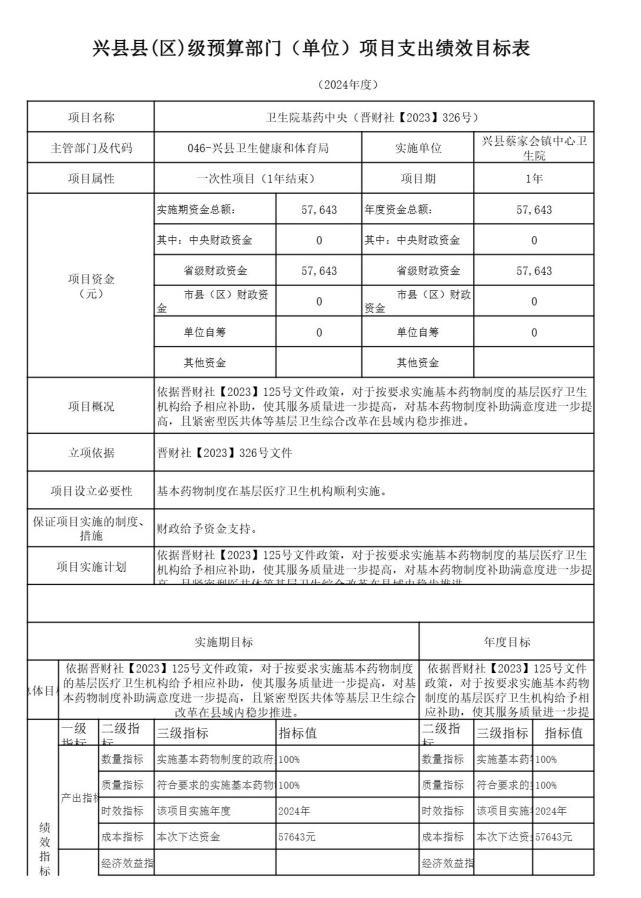 兴县县(区)级预算部门（单位）项目支出绩效目标表
（2024年度）
项目名称 卫生院基药中央（晋财社【2023】326号）
主管部门及代码 046-兴县卫生健康和体育局 实施单位 兴县蔡家会镇中心卫
生院
项目属性 一次性项目（1年结束） 项目期 1年
项目资金
（元）
实施期资金总额： 57,643 年度资金总额： 57,643
其中：中央财政资金 0 其中：中央财政资金 0
省级财政资金 57,643 省级财政资金 57,643
市县（区）财政资
金 0 市县（区）财政
资金 0
单位自筹 0 单位自筹 0
其他资金 其他资金
项目概况
依据晋财社【2023】125号文件政策，对于按要求实施基本药物制度的基层医疗卫生
机构给予相应补助，使其服务质量进一步提高，对基本药物制度补助满意度进一步提
高，且紧密型医共体等基层卫生综合改革在县域内稳步推进。
立项依据 晋财社【2023】326号文件
项目设立必要性 基本药物制度在基层医疗卫生机构顺利实施。
保证项目实施的制度、
措施
财政给予资金支持。
项目实施计划
依据晋财社【2023】125号文件政策，对于按要求实施基本药物制度的基层医疗卫生
机构给予相应补助，使其服务质量进一步提高，对基本药物制度补助满意度进一步提
实施期目标 年度目标
体目
依据晋财社【2023】125号文件政策，对于按要求实施基本药物制度
的基层医疗卫生机构给予相应补助，使其服务质量进一步提高，对基
本药物制度补助满意度进一步提高，且紧密型医共体等基层卫生综合
改革在县域内稳步推进。
依据晋财社【2023】125号文件
政策，对于按要求实施基本药物
制度的基层医疗卫生机构给予相
应补助，使其服务质量进一步提
绩效指标
一级
指标 二级指
标 三级指标 指标值 二级指
标 三级指标 指标值
产出指标
数量指标 实施基本药物制度的政府 100% 数量指标 实施基本药 100%
质量指标 符合要求的实施基本药物 100% 质量指标 符合要求的 100%
时效指标 该项目实施年度 2024年 时效指标 该项目实施 2024年
成本指标 本次下达资金 57643元 成本指标 本次下达资 57643元
经济效益指 经济效益指